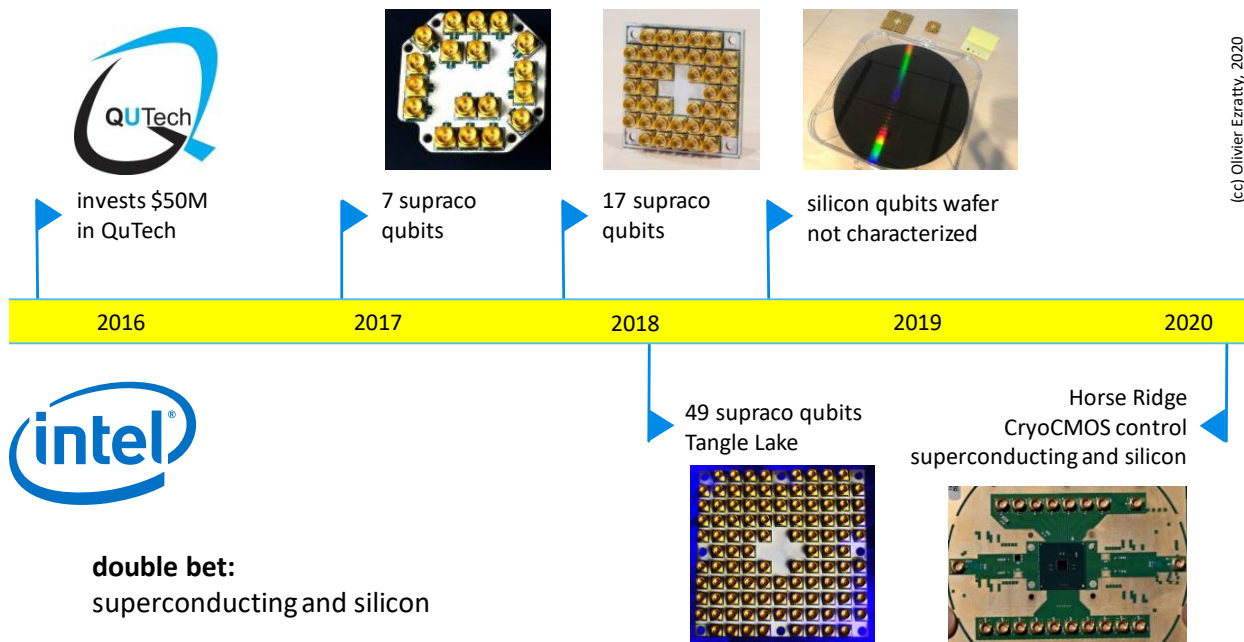 QUTech
invests $50M
in QuTech
7 supraco
qubits
17 supraco
qubits
silicon qubits wafer
not characterized
(cc) Olivier Ezratty, 2020
2016
2017
2018
2019
2020
intel®
double bet:
superconducting and silicon
49 supraco qubits
Tangle Lake
Horse Ridge
CryoCMOS control
superconducting and silicon